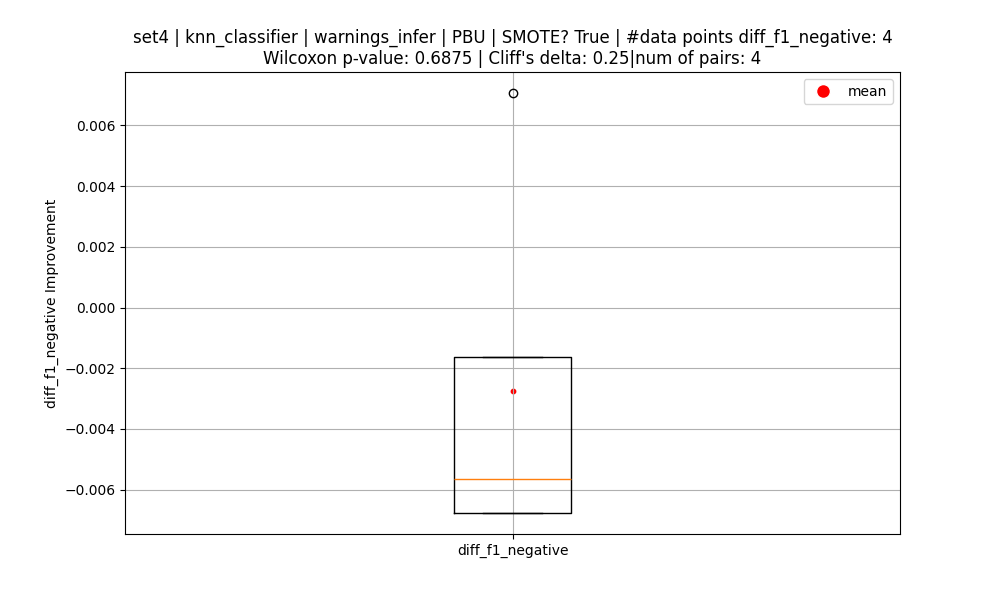 set4 | knn_classifier | warnings_infer | PBU | SMOTE? True | #data points diff_f1_negative: 4
Wilcoxon p-value: 0.6875 | Cliff's delta: 0.25|num of pairs: 4
mean
0.006
0.004
0.002
0.000
−0.002
−0.004
−0.006
diff_f1_negative Improvement
diff_f1_negative